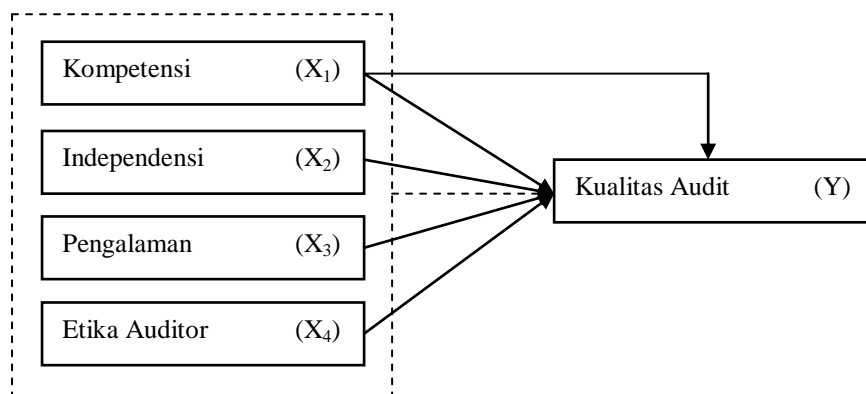 Kompetensi (X₁)
Independensi (X₂)
Kualitas Audit (Y)
Pengalaman (X₃)
Etika Auditor (X₄)